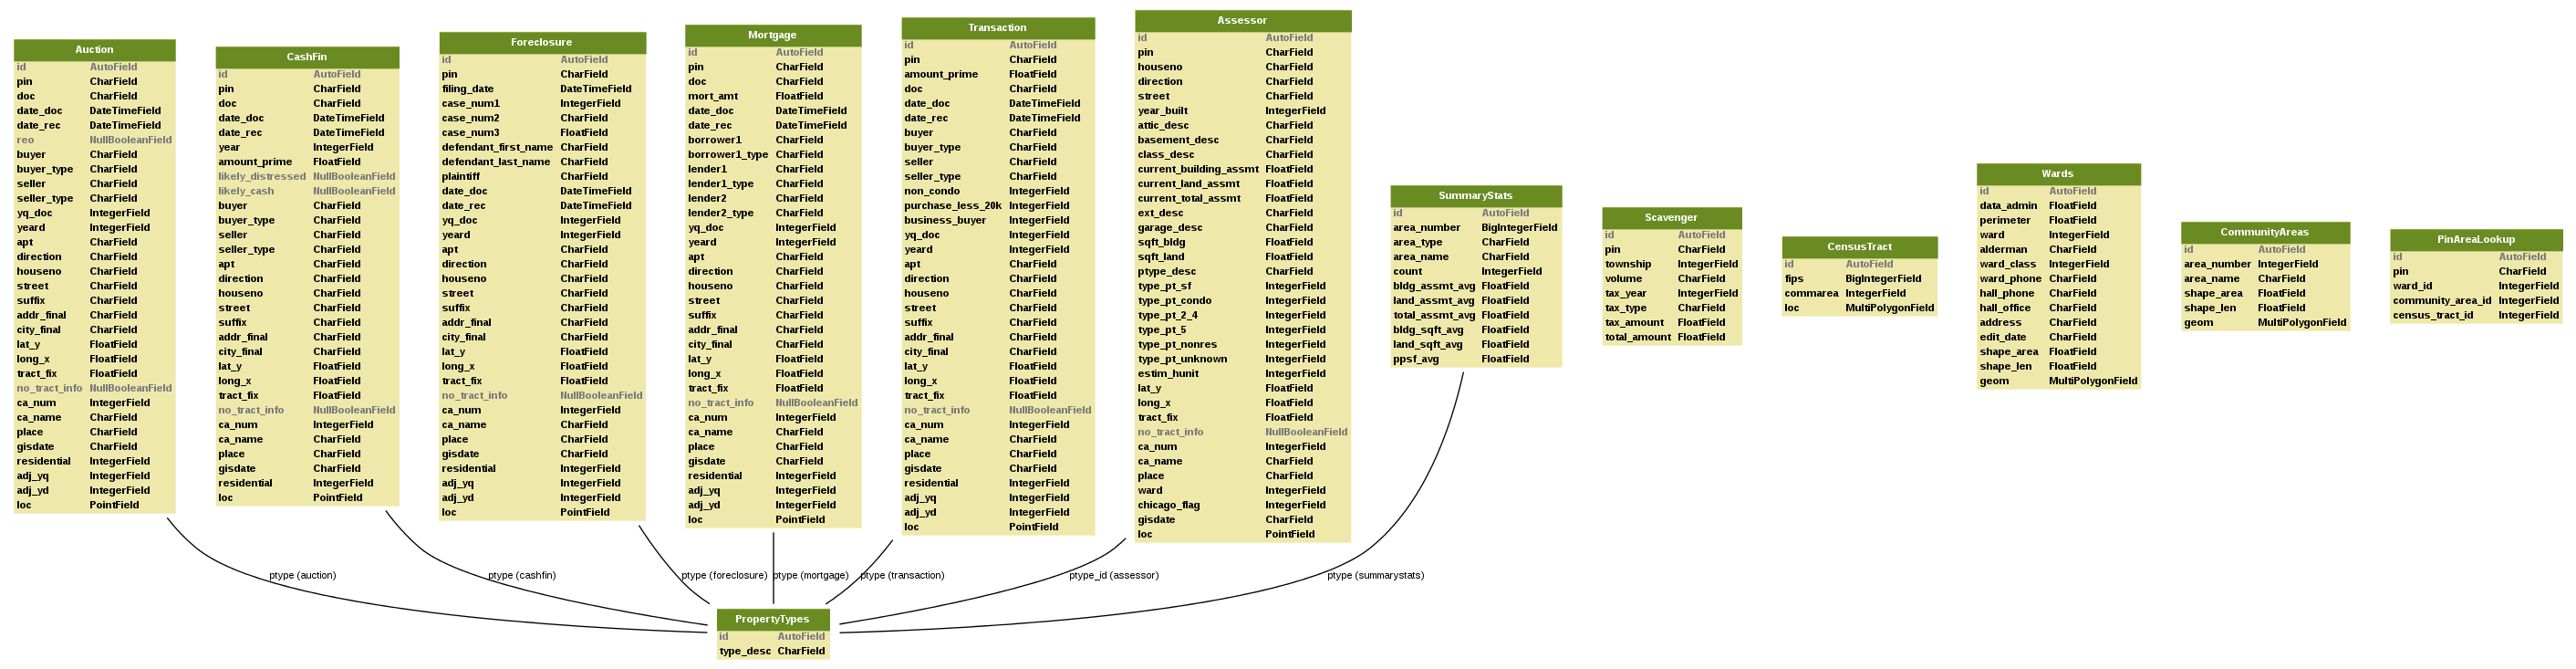 Auction
id AutoField
pin CharField
doc CharField
date_doc DateTimeField
date_rec DateTimeField
reo NullBooleanField
buyer CharField
buyer_type CharField
seller CharField
seller_type CharField
yq_doc IntegerField
yeard IntegerField
apt CharField
direction CharField
houseno CharField
street CharField
suffix CharField
addr_final CharField
city_final CharField
lat_y FloatField
long_x FloatField
tract_fix FloatField
no_tract_info NullBooleanField
ca_num IntegerField
ca_name CharField
place CharField
gisdate CharField
residential IntegerField
adj_yq IntegerField
adj_yd IntegerField
loc PointField
CashFin
id AutoField
pin CharField
doc CharField
date_doc DateTimeField
date_rec DateTimeField
year IntegerField
amount_prime FloatField
likely_distressed NullBooleanField
likely_cash NullBooleanField
buyer CharField
buyer_type CharField
seller CharField
seller_type CharField
apt CharField
direction CharField
houseno CharField
street CharField
suffix CharField
addr_final CharField
city_final CharField
lat_y FloatField
long_x FloatField
tract_fix FloatField
no_tract_info NullBooleanField
ca_num IntegerField
ca_name CharField
place CharField
gisdate CharField
residential IntegerField
loc PointField
Foreclosure
id AutoField
pin CharField
filing_date DateTimeField
case_num1 IntegerField
case_num2 CharField
case_num3 FloatField
defendant_first_name CharField
defendant_last_name CharField
plaintiff CharField
date_doc DateTimeField
date_rec DateTimeField
yq_doc IntegerField
yeard IntegerField
apt CharField
direction CharField
houseno CharField
street CharField
suffix CharField
addr_final CharField
city_final CharField
lat_y FloatField
long_x FloatField
tract_fix FloatField
no_tract_info NullBooleanField
ca_num IntegerField
ca_name CharField
place CharField
gisdate CharField
residential IntegerField
adj_yq IntegerField
adj_yd IntegerField
loc PointField
Mortgage
id AutoField
pin CharField
doc CharField
mort_amt FloatField
date_doc DateTimeField
date_rec DateTimeField
borrower1 CharField
borrower1_type CharField
lender1 CharField
lender1_type CharField
lender2 CharField
lender2_type CharField
yq_doc IntegerField
yeard IntegerField
apt CharField
direction CharField
houseno CharField
street CharField
suffix CharField
addr_final CharField
city_final CharField
lat_y FloatField
long_x FloatField
tract_fix FloatField
no_tract_info NullBooleanField
ca_num IntegerField
ca_name CharField
place CharField
gisdate CharField
residential IntegerField
adj_yq IntegerField
adj_yd IntegerField
loc PointField
Transaction
id AutoField
pin CharField
amount_prime FloatField
doc CharField
date_doc DateTimeField
date_rec DateTimeField
buyer CharField
buyer_type CharField
seller CharField
seller_type CharField
non_condo IntegerField
purchase_less_20k IntegerField
business_buyer IntegerField
yq_doc IntegerField
yeard IntegerField
apt CharField
direction CharField
houseno CharField
street CharField
suffix CharField
addr_final CharField
city_final CharField
lat_y FloatField
long_x FloatField
tract_fix FloatField
no_tract_info NullBooleanField
ca_num IntegerField
ca_name CharField
place CharField
gisdate CharField
residential IntegerField
adj_yq IntegerField
adj_yd IntegerField
loc PointField
Assessor
id AutoField
pin CharField
houseno CharField
direction CharField
street CharField
year_built IntegerField
attic_desc CharField
basement_desc CharField
class_desc CharField
current_building_assmt FloatField
current_land_assmt FloatField
current_total_assmt FloatField
ext_desc CharField
garage_desc CharField
sqft_bldg FloatField
sqft_land FloatField
ptype_desc CharField
type_pt_sf IntegerField
type_pt_condo IntegerField
type_pt_2_4 IntegerField
type_pt_5 IntegerField
type_pt_nonres IntegerField
type_pt_unknown IntegerField
estim_hunit IntegerField
lat_y FloatField
long_x FloatField
tract_fix FloatField
no_tract_info NullBooleanField
ca_num IntegerField
ca_name CharField
place CharField
ward IntegerField
chicago_flag IntegerField
gisdate CharField
loc PointField
SummaryStats
id AutoField
area_number BigIntegerField
area_type CharField
area_name CharField
count IntegerField
bldg_assmt_avg FloatField
land_assmt_avg FloatField
total_assmt_avg FloatField
bldg_sqft_avg FloatField
land_sqft_avg FloatField
ppsf_avg FloatField
Scavenger
id AutoField
pin CharField
township IntegerField
volume CharField
tax_year IntegerField
tax_type CharField
tax_amount FloatField
total_amount FloatField
CensusTract
id AutoField
fips BigIntegerField
commarea IntegerField
loc MultiPolygonField
Wards
id AutoField
data_admin FloatField
perimeter FloatField
ward IntegerField
alderman CharField
ward_class IntegerField
ward_phone CharField
hall_phone CharField
hall_office CharField
address CharField
edit_date CharField
shape_area FloatField
shape_len FloatField
geom MultiPolygonField
CommunityAreas
id AutoField
area_number IntegerField
area_name CharField
shape_area FloatField
shape_len FloatField
geom MultiPolygonField
PinAreaLookup
id AutoField
pin CharField
ward_id IntegerField
community_area_id IntegerField
census_tract_id IntegerField
ptype (auction)
ptype (cashfin)
ptype (foreclosure)
ptype (mortgage)
ptype (transaction)
ptype_id (assessor)
ptype (summarystats)
PropertyTypes
id AutoField
type_desc CharField